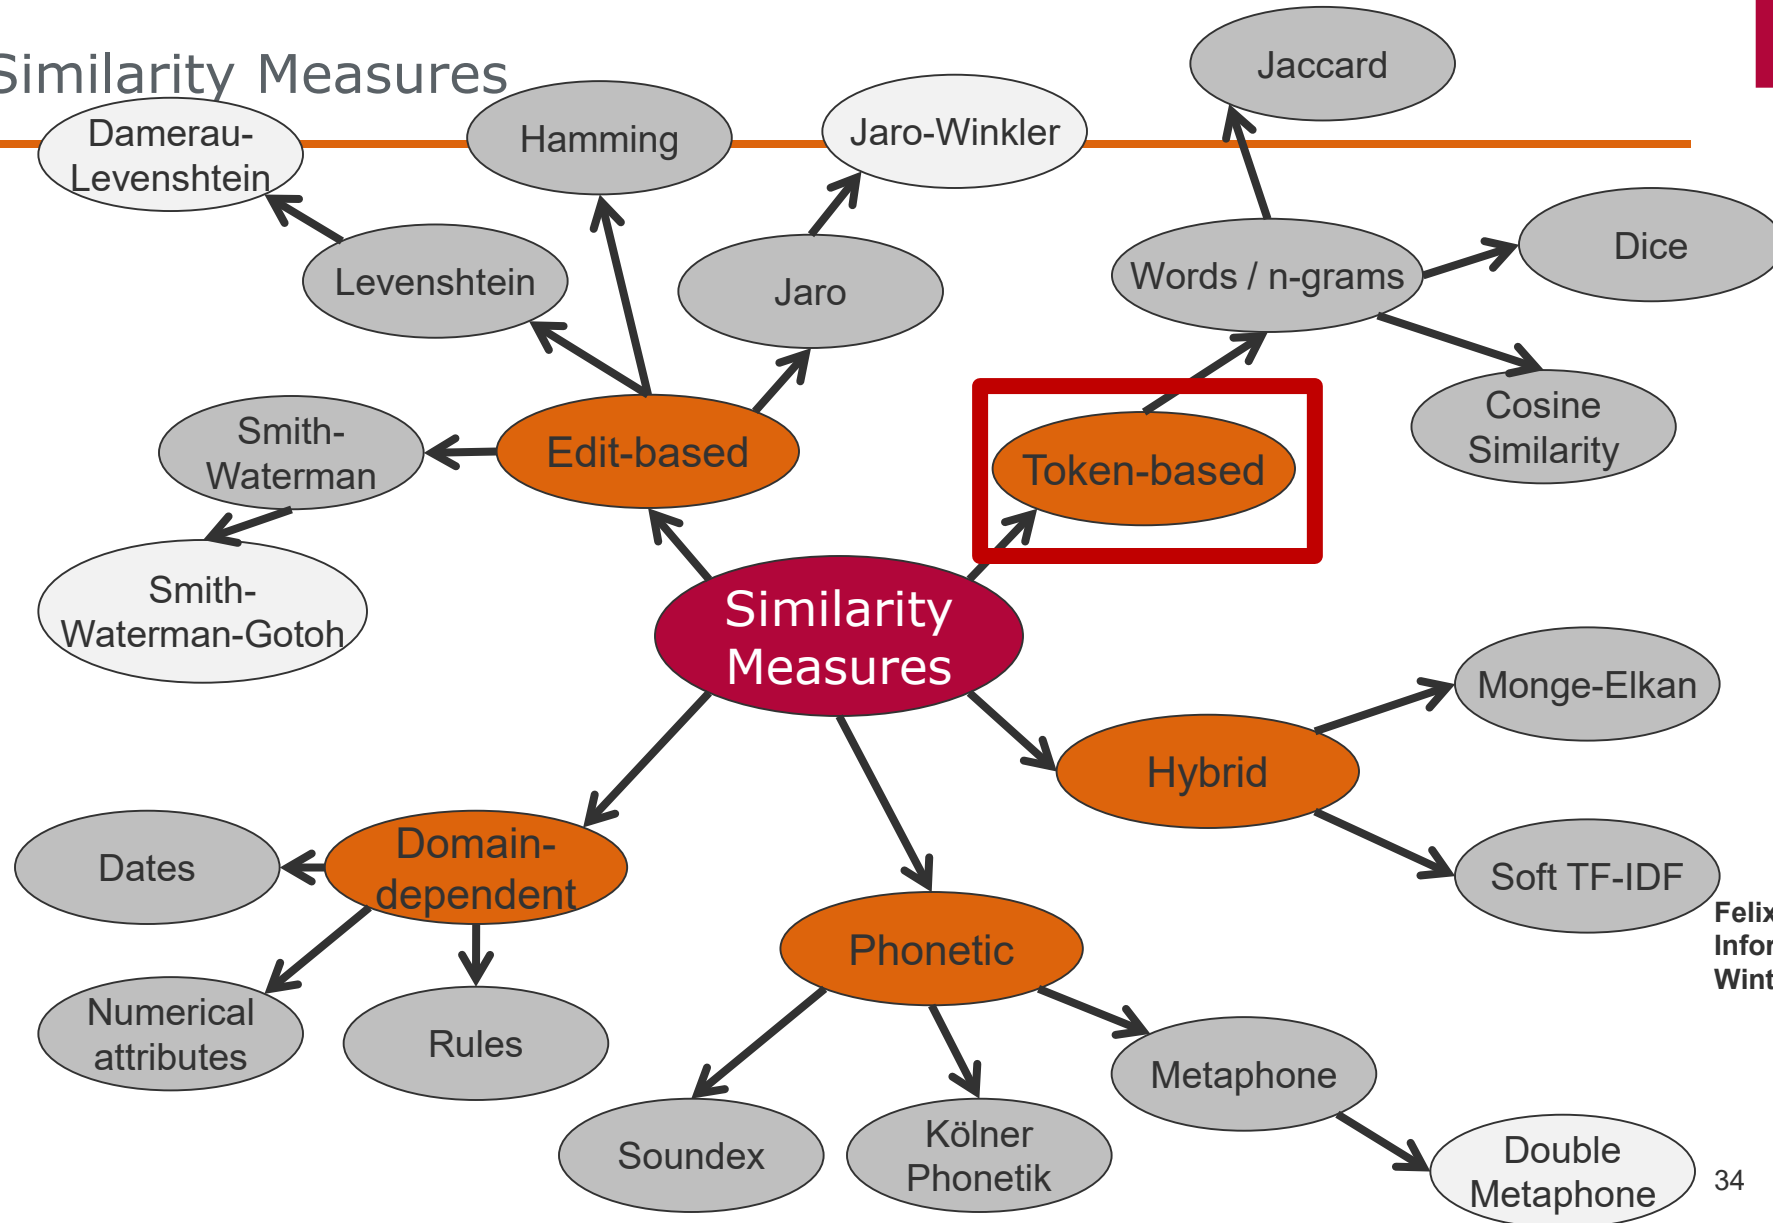 Similarity Measures
Damerau-
Levenshtein
Hamming
Jaro-Winkler
Jaccard
Levenshtein
Jaro
Words / n-grams
Dice
Smith-
Waterman
Edit-based
Token-based
Cosine
Similarity
Smith-
Waterman-Gotoh
Similarity
Measures
Monge-Elkan
Hybrid
Dates
Domain-
dependent
Soft TF-IDF
Felix
Phonetic
Numerical
attributes
Rules
Metaphone
Soundex
Kölner
Phonetik
Double
Metaphone
34